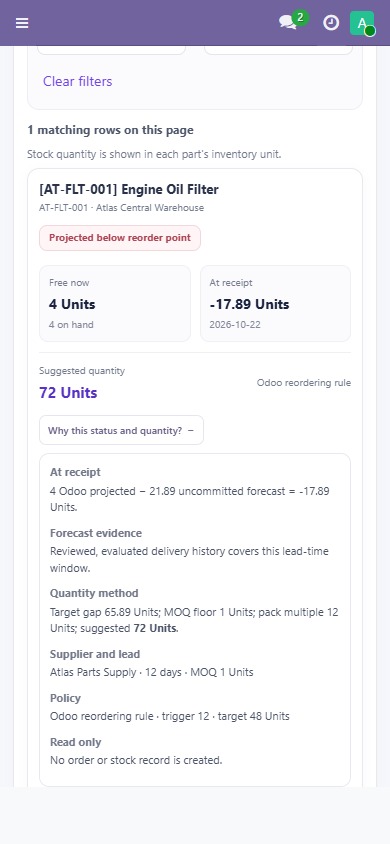 2
A
Clear filters
1 matching rows on this page
Stock quantity is shown in each part's inventory unit.
[AT-FLT-001] Engine Oil Filter
AT-FLT-001 · Atlas Central Warehouse
Projected below reorder point
Free now
4 Units
4 on hand
At receipt
-17.89 Units
2026-10-22
Suggested quantity
72 Units
Odoo reordering rule
Why this status and quantity? −
At receipt
4 Odoo projected − 21.89 uncommitted forecast = -17.89
Units.
Forecast evidence
Reviewed, evaluated delivery history covers this lead-time
window.
Quantity method
Target gap 65.89 Units; MOQ floor 1 Units; pack multiple 12
Units; suggested 72 Units.
Supplier and lead
Atlas Parts Supply · 12 days · MOQ 1 Units
Policy
Odoo reordering rule · trigger 12 · target 48 Units
Read only
No order or stock record is created.